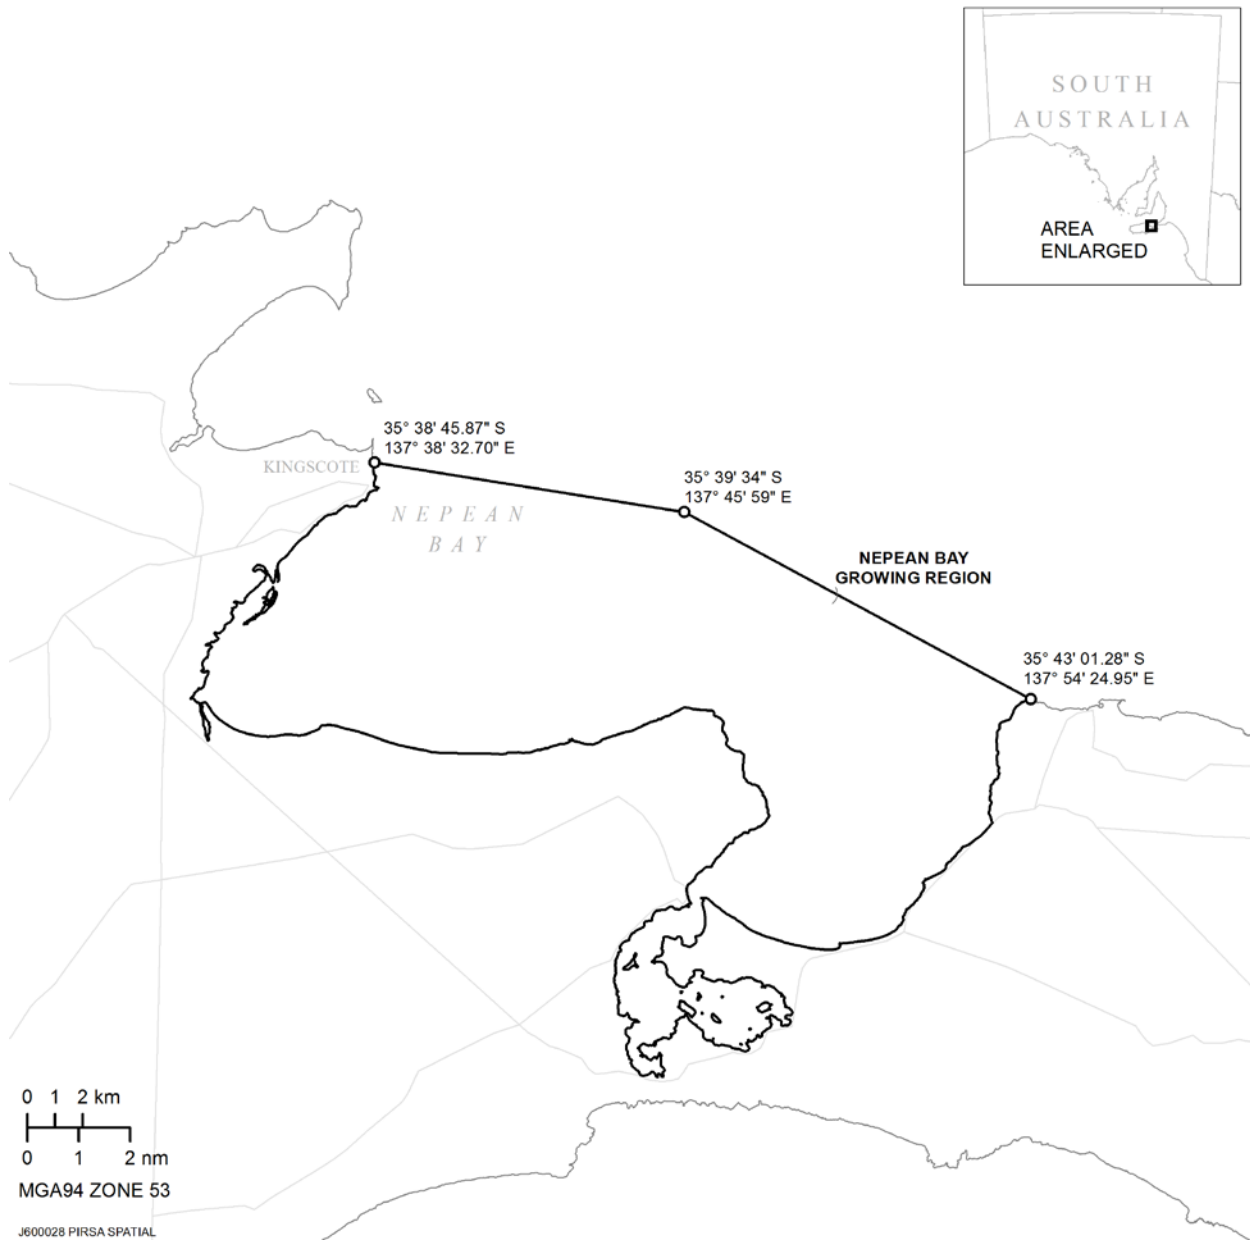 SOUTH
AUSTRALIA
AREA
ENLARGED
35° 38' 45.87" S
137° 38' 32.70" E
KINGSCOTE
35° 39' 34" S
137° 45' 59" E
NEPEAN
BAY
NEPEAN BAY
GROWING REGION
35° 43' 01.28" S
137° 54' 24.95" E
0 1 2 km
0 1 2 nm
MGA94 ZONE 53
J600028 PIRSA SPATIAL